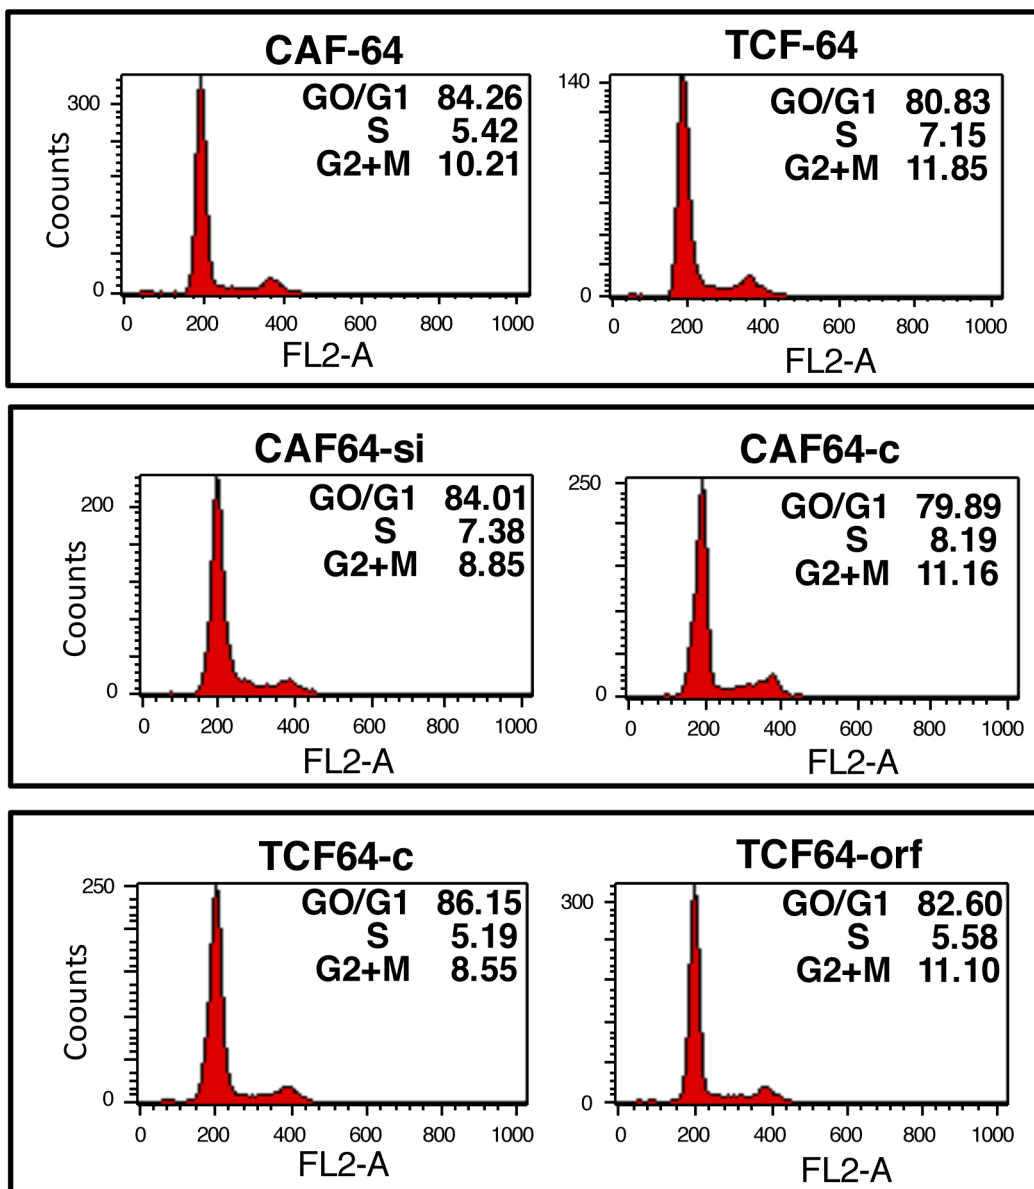 CAF-64
300
0
Coounts
GO/G1 84.26
S 5.42
G2+M 10.21
0 200 400 600 800 1000
FL2-A
TCF-64
140
0
GO/G1 80.83
S 7.15
G2+M 11.85
0 200 400 600 800 1000
FL2-A
CAF64-si
200
0
Coounts
GO/G1 84.01
S 7.38
G2+M 8.85
0 200 400 600 800 1000
FL2-A
CAF64-c
250
0
GO/G1 79.89
S 8.19
G2+M 11.16
0 200 400 600 800 1000
FL2-A
TCF64-c
250
0
Coounts
GO/G1 86.15
S 5.19
G2+M 8.55
0 200 400 600 800 1000
FL2-A
TCF64-orf
300
0
GO/G1 82.60
S 5.58
G2+M 11.10
0 200 400 600 800 1000
FL2-A